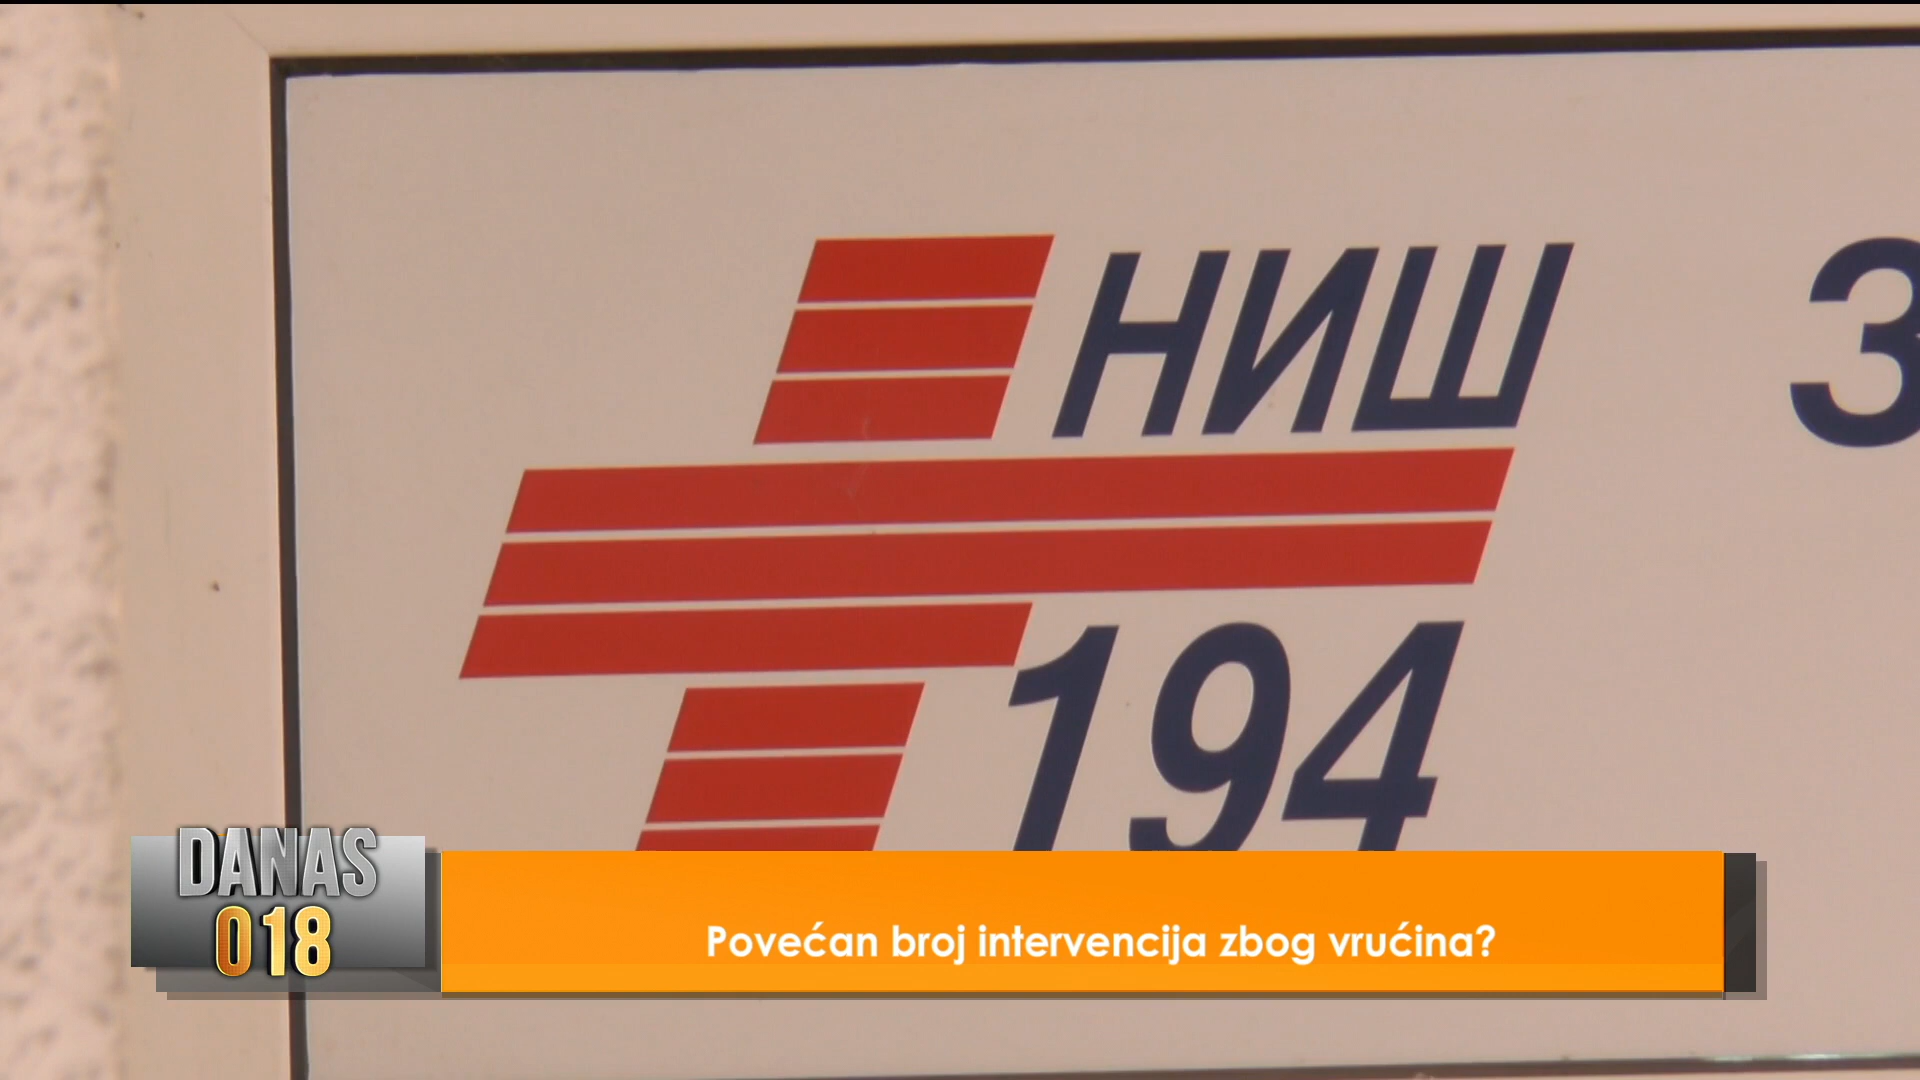 НИШ
194
DANAS
018
Povećan broj intervencija zbog vrućina?